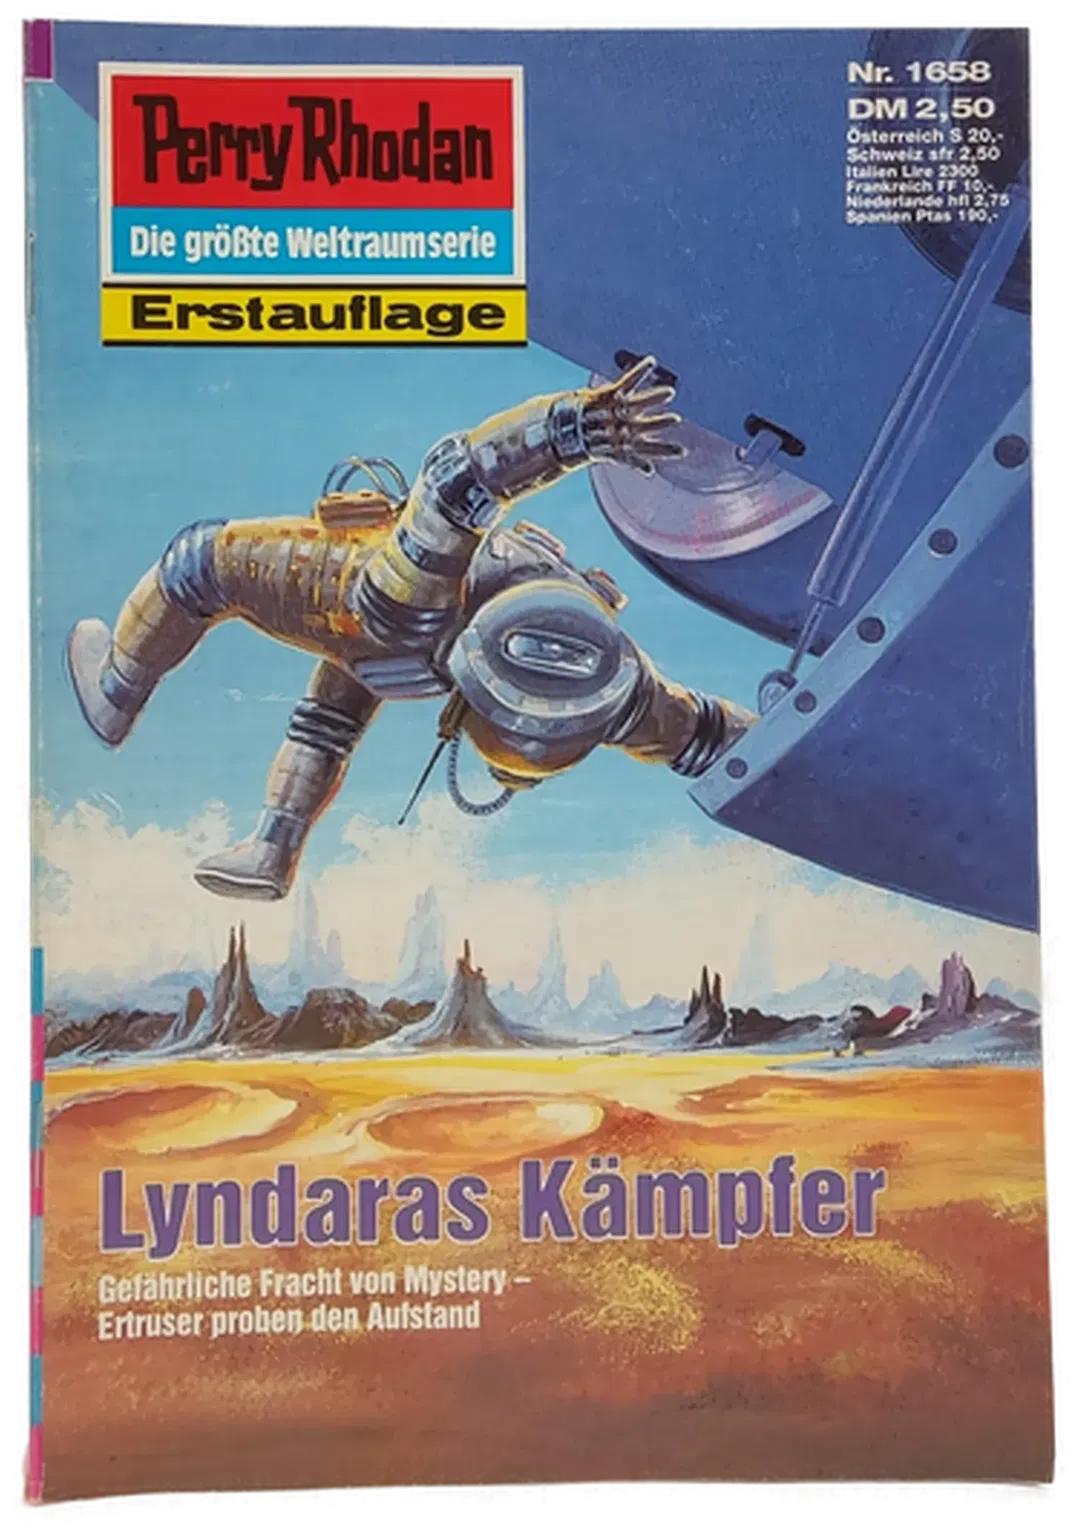 Perry Rhodan
Die größte Weltraumserie
Erstauflage
Nr. 1658
DM 2,50
Österreich S 20,-
Schweiz sfr 2,50
Italien Lire 2300
Frankreich FF 10,-
Niederlande hfl 2,75
Spanien Ptas 190,-
Lyndaras Kämpfer
Gefährliche Fracht von Mystery –
Ertruser proben den Aufstand